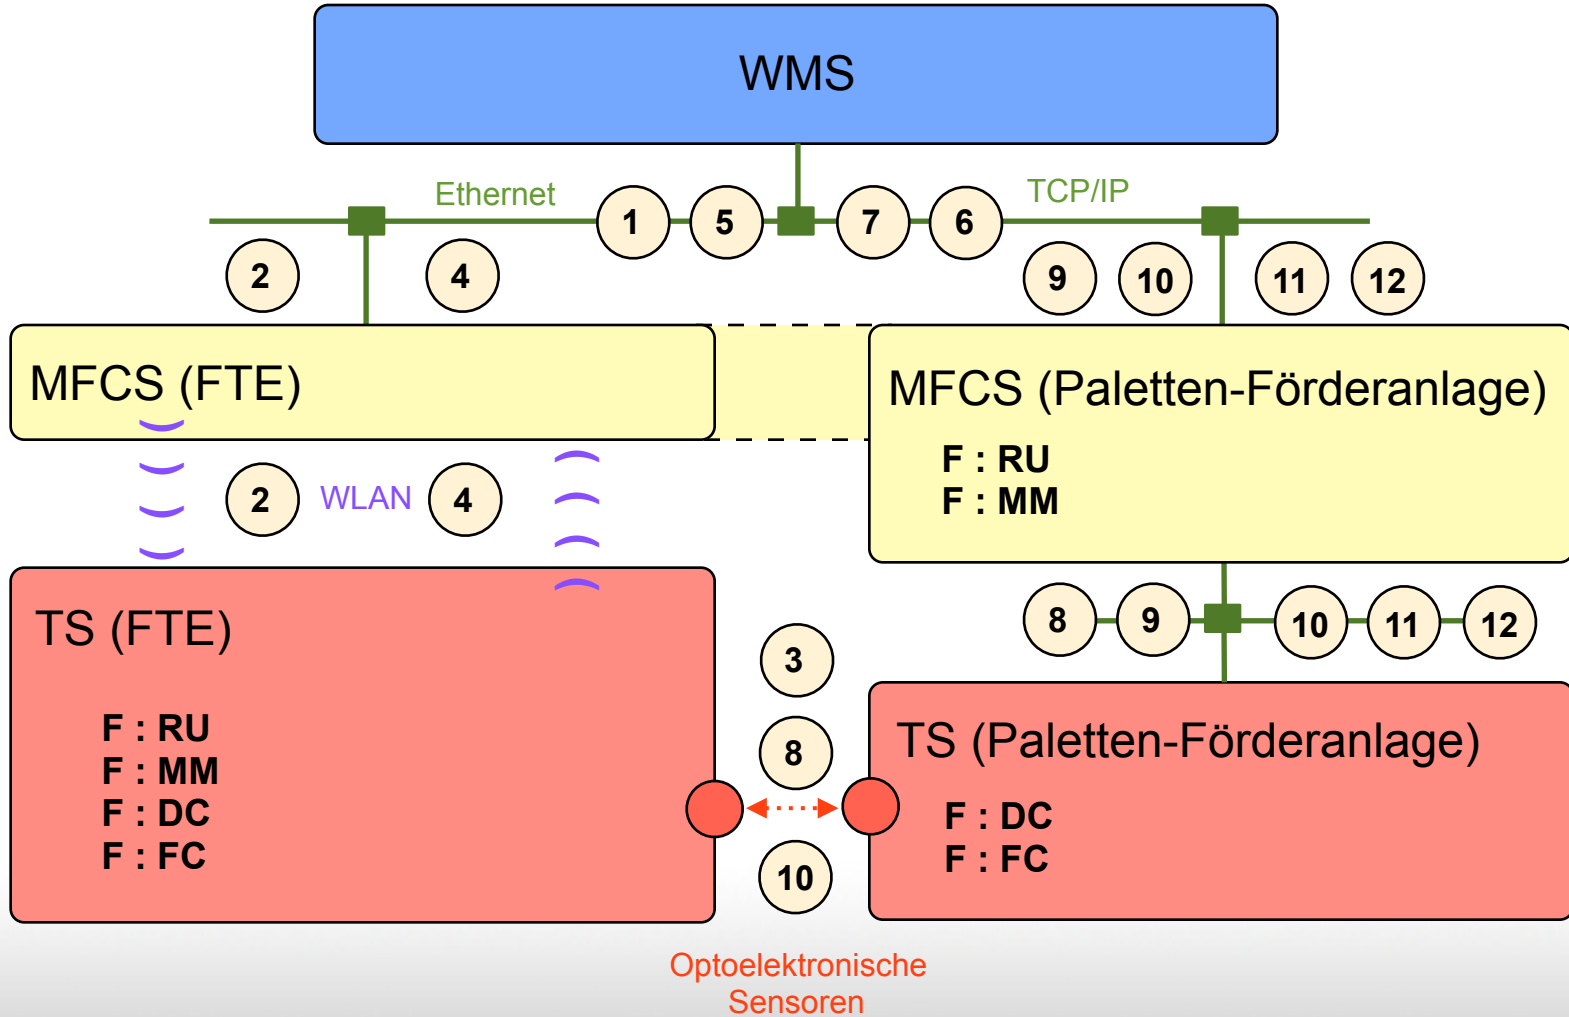 WMS
Ethernet
TCP/IP
1
5
7
6
2
4
9
10
11
12
MFCS (FTE)
MFCS (Paletten-Förderanlage)
F : RU
F : MM
2
WLAN
4
TS (FTE)
8
9
10
11
12
3
F : RU
F : MM
F : DC
F : FC
8
TS (Paletten-Förderanlage)
F : DC
F : FC
10
Optoelektronische
Sensoren